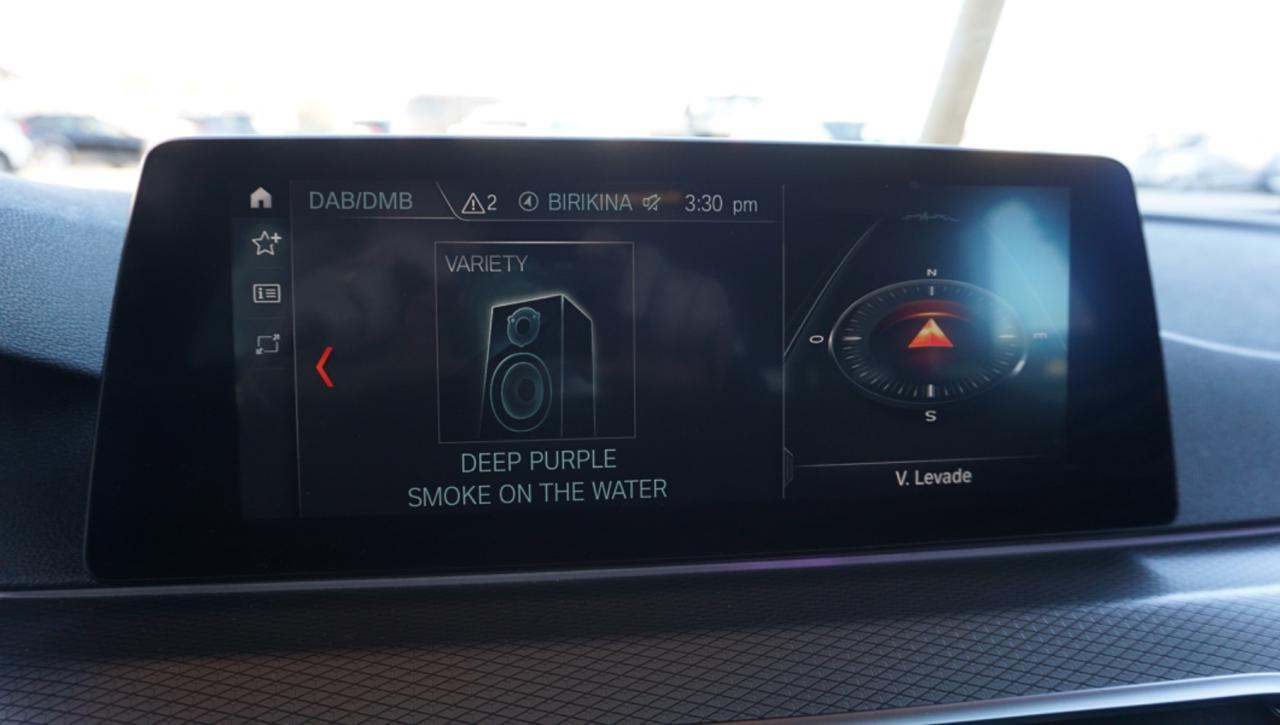 DAB/DMB 2 BIRIKINA 3:30 pm
VARIETY
DEEP PURPLE
SMOKE ON THE WATER
N
O E
S
V. Levade